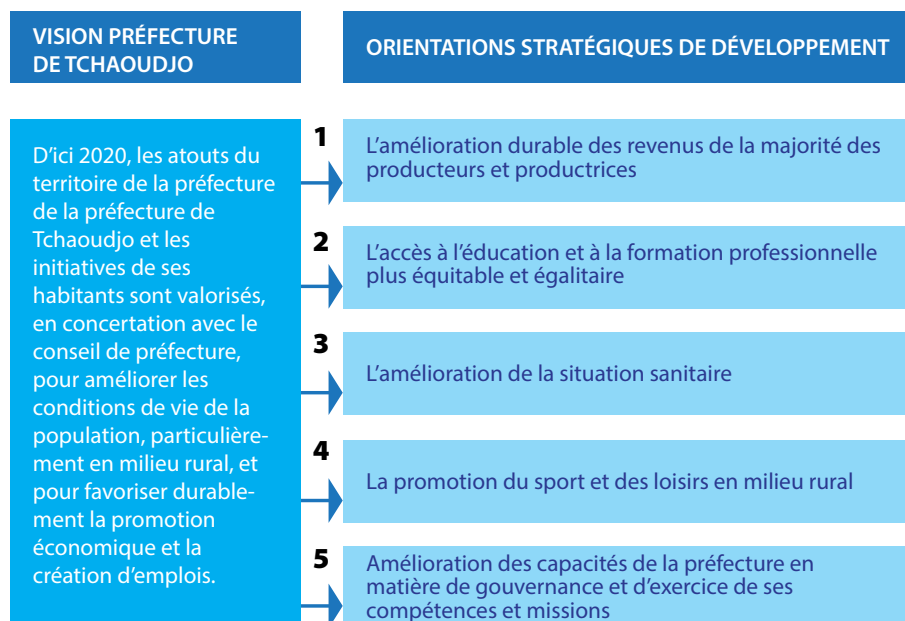 VISION PRÉFECTURE
DE TCHAOUDJO
ORIENTATIONS STRATÉGIQUES DE DÉVELOPPEMENT
D'ici 2020, les atouts du
territoire de la préfecture
de la préfecture de
Tchaoudjo et les
initiatives de ses
habitants sont valorisés,
en concertation avec le
conseil de préfecture,
pour améliorer les
conditions de vie de la
population, particulière-
ment en milieu rural, et
pour favoriser durable-
ment la promotion
économique et la
création d'emplois.
1
L'amélioration durable des revenus de la majorité des
producteurs et productrices
2
L'accès à l'éducation et à la formation professionnelle
plus équitable et égalitaire
3
L'amélioration de la situation sanitaire
4
La promotion du sport et des loisirs en milieu rural
5
Amélioration des capacités de la préfecture en
matière de gouvernance et d'exercice de ses
compétences et missions